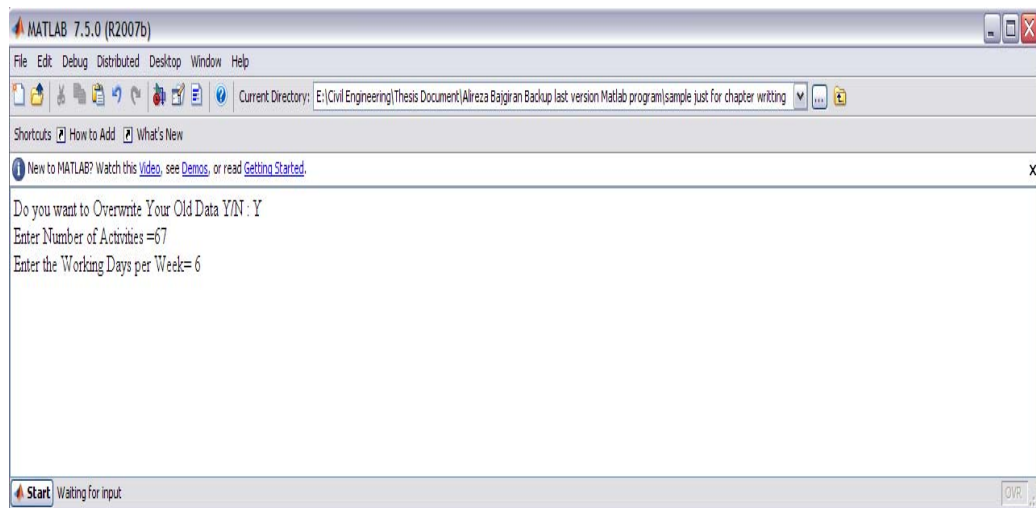 MATLAB 7.5.0 (R2007b)
File Edit Debug Distributed Desktop Window Help
Current Directory: E:\Civil Engineering\Thesis Document\Alireza Bajgiran Backup last version Matlab program\sample just for chapter writting
Shortcuts How to Add What's New
New to MATLAB? Watch this Video, see Demos, or read Getting Started.
Do you want to Overwrite Your Old Data Y/N : Y
Enter Number of Activities =67
Enter the Working Days per Week= 6
Start Waiting for input
OVR